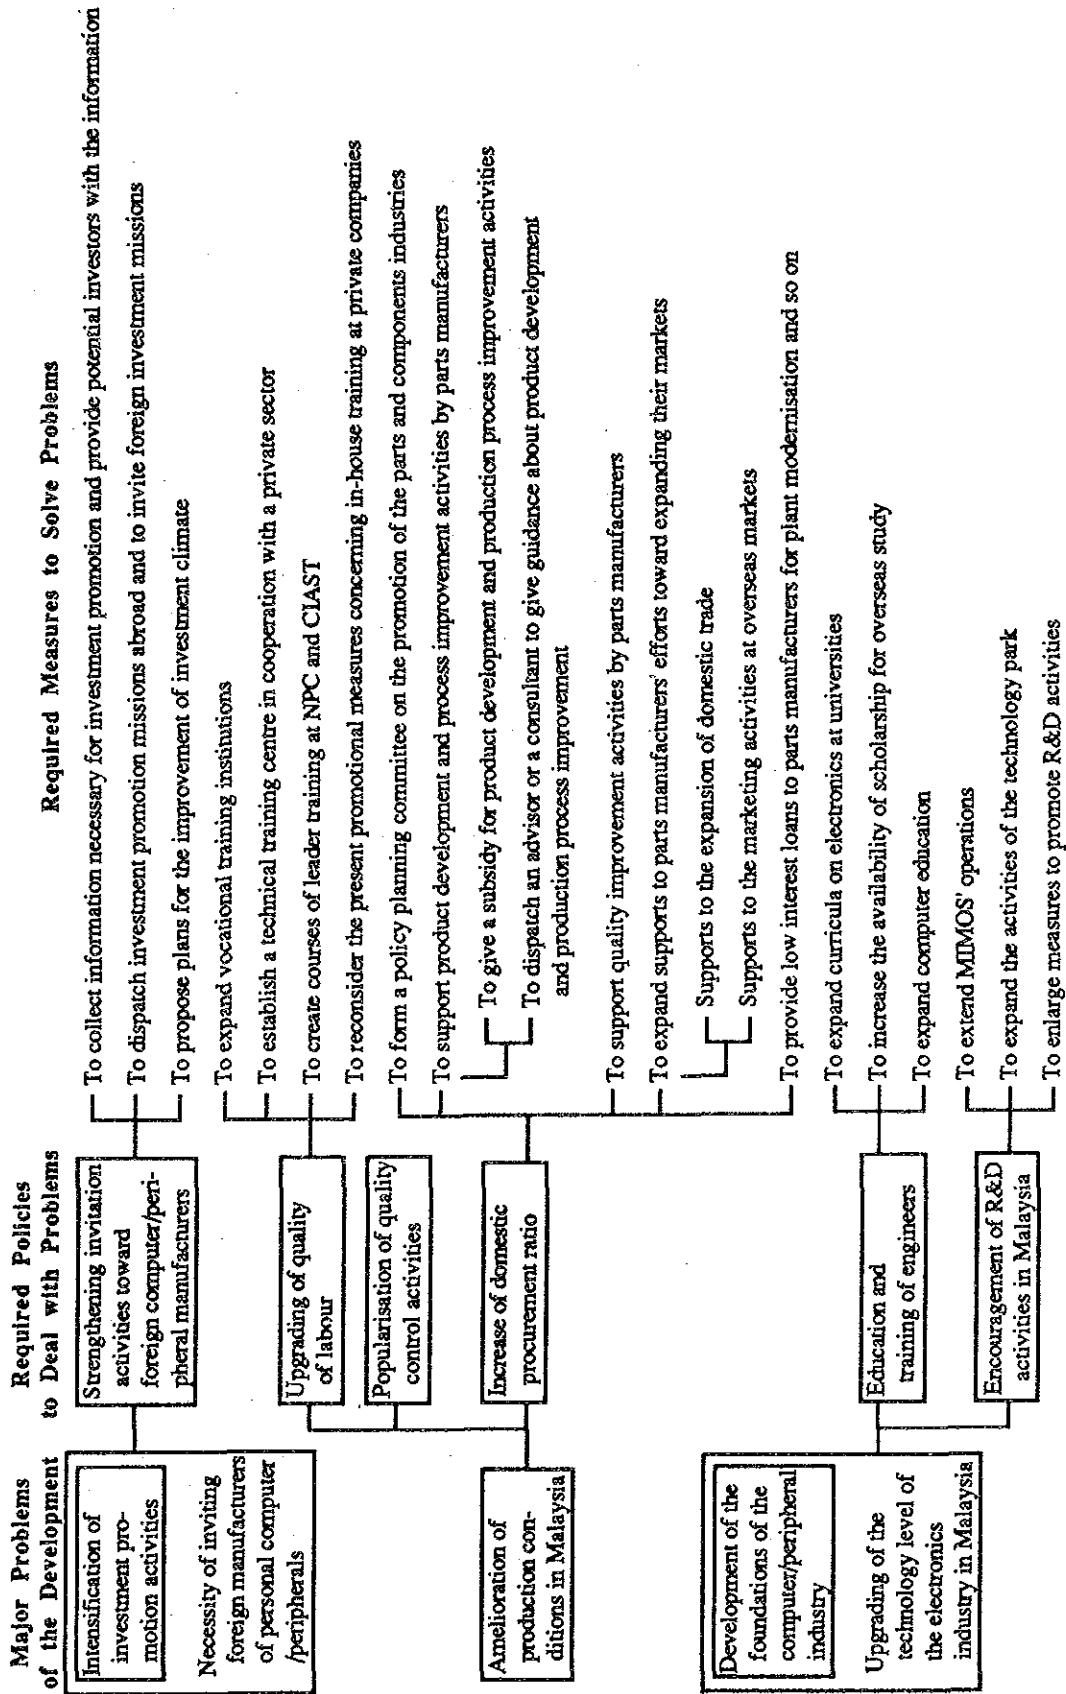 Major Problems
of the Development
Required Policies
to Deal with Problems
Required Measures to Solve Problems
Intensification of
investment pro-
motion activities
Necessity of inviting
foreign manufacturers
of personal computer
/peripherals
Strengthening invitation
activities toward
foreign computer/peri-
pheral manufacturers
To collect information necessary for investment promotion and provide potential investors with the information
To dispatch investment promotion missions abroad and to invite foreign investment missions
To propose plans for the improvement of investment climate
Amelioration of
production con-
ditions in Malaysia
Upgrading of quality
of labour
To expand vocational training institutions
To establish a technical training centre in cooperation with a private sector
To create courses of leader training at NPC and CIAST
To reconsider the present promotional measures concerning in-house training at private companies
Popularisation of quality
control activities
Increase of domestic
procurement ratio
To form a policy planning committee on the promotion of the parts and components industries
To support product development and process improvement activities by parts manufacturers
To give a subsidy for product development and production process improvement activities
To dispatch an advisor or a consultant to give guidance about product development
and production process improvement
To support quality improvement activities by parts manufacturers
To expand supports to parts manufacturers' efforts toward expanding their markets
Supports to the expansion of domestic trade
Supports to the marketing activities at overseas markets
To provide low interest loans to parts manufacturers for plant modernisation and so on
Development of the
foundations of the
computer/peripheral
industry
Upgrading of the
technology level of
the electronics
industry in Malaysia
Education and
training of engineers
To expand curricula on electronics at universities
To increase the availability of scholarship for overseas study
To expand computer education
Encouragement of R&D
activities in Malaysia
To extend MIMOS' operations
To expand the activities of the technology park
To enlarge measures to promote R&D activities